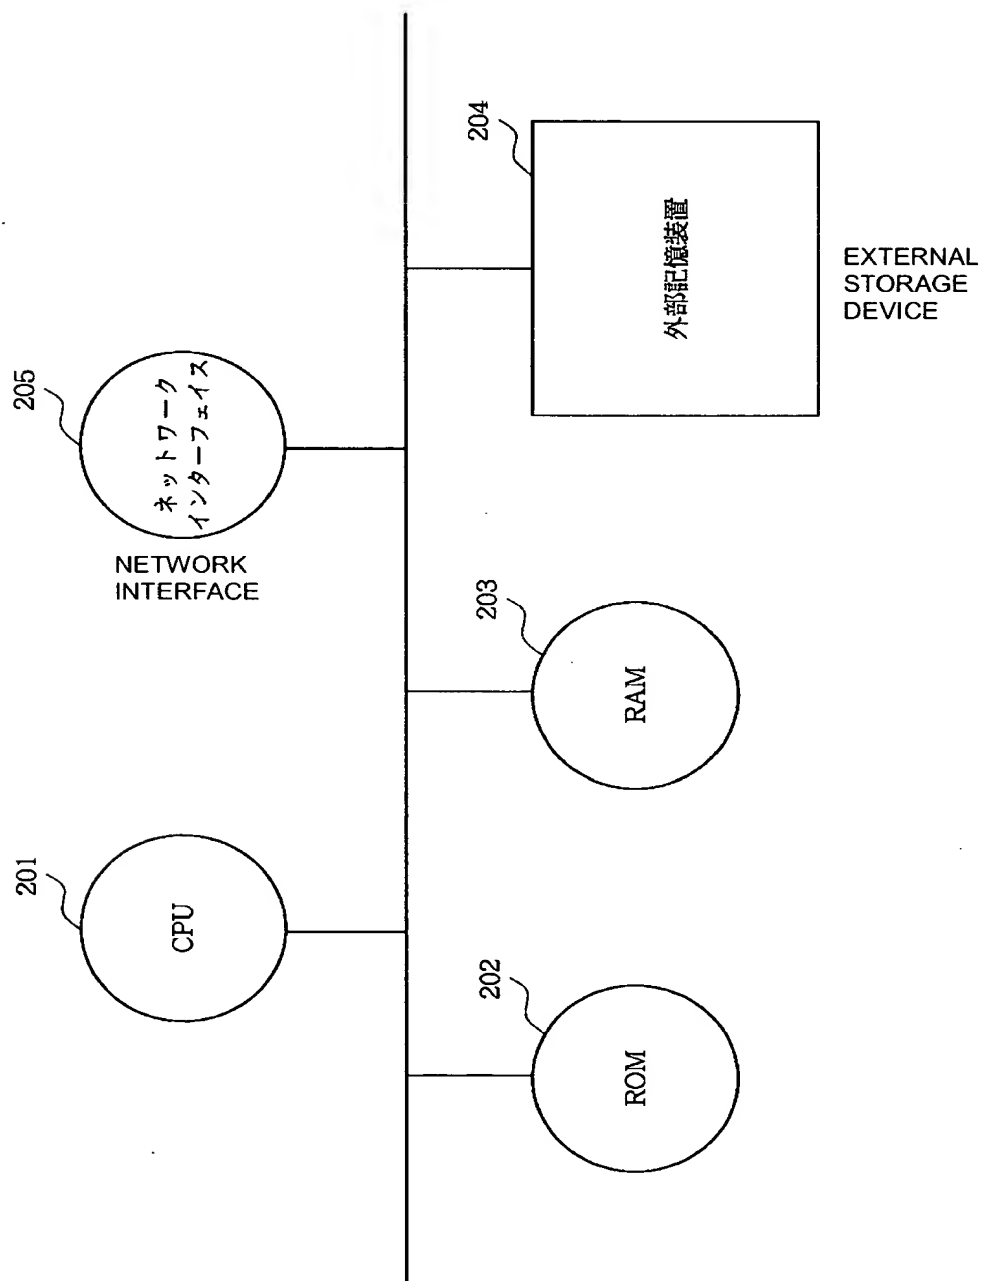 201
CPU
205
ネットワーク
インターフェイス
NETWORK
INTERFACE
202
ROM
203
RAM
204
外部記憶装置
EXTERNAL
STORAGE
DEVICE